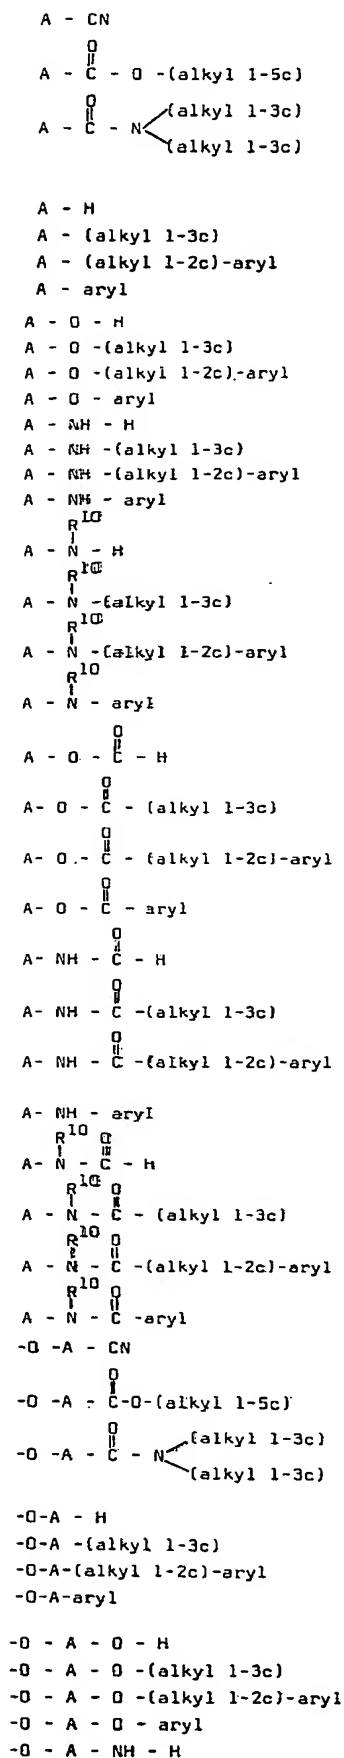 A - CN
O
||
A - C - O -(alkyl 1-5c)
O
|| (alkyl 1-3c)
A - C - N
(alkyl 1-3c)
A - H
A - (alkyl 1-3c)
A - (alkyl 1-2c)-aryl
A - aryl
A - O - H
A - O -(alkyl 1-3c)
A - O -(alkyl 1-2c)-aryl
A - O - aryl
A - NH - H
A - NH -(alkyl 1-3c)
A - NH -(alkyl 1-2c)-aryl
A - NH - aryl
R10
|
A - N - H
R10
|
A - N -(alkyl 1-3c)
R10
|
A - N -(alkyl 1-2c)-aryl
R10
|
A - N - aryl
O
||
A - O - C - H
O
||
A- O - C - (alkyl 1-3c)
O
||
A- O - C - (alkyl 1-2c)-aryl
O
||
A- O - C - aryl
O
||
A- NH - C - H
O
||
A- NH - C -(alkyl 1-3c)
O
||
A- NH - C -(alkyl 1-2c)-aryl
A- NH - aryl
R10 O
| ||
A- N - C - H
R10 O
| ||
A - N - C - (alkyl 1-3c)
R10 O
| ||
A - N - C -(alkyl 1-2c)-aryl
R10 O
| ||
A - N - C -aryl
-O -A - CN
O
||
-O -A - C-O-(alkyl 1-5c)
O
|| (alkyl 1-3c)
-O -A - C - N
(alkyl 1-3c)
-O-A - H
-O-A -(alkyl 1-3c)
-O-A-(alkyl 1-2c)-aryl
-O-A-aryl
-O - A - O - H
-O - A - O -(alkyl 1-3c)
-O - A - O -(alkyl 1-2c)-aryl
-O - A - O - aryl
-O - A - NH - H